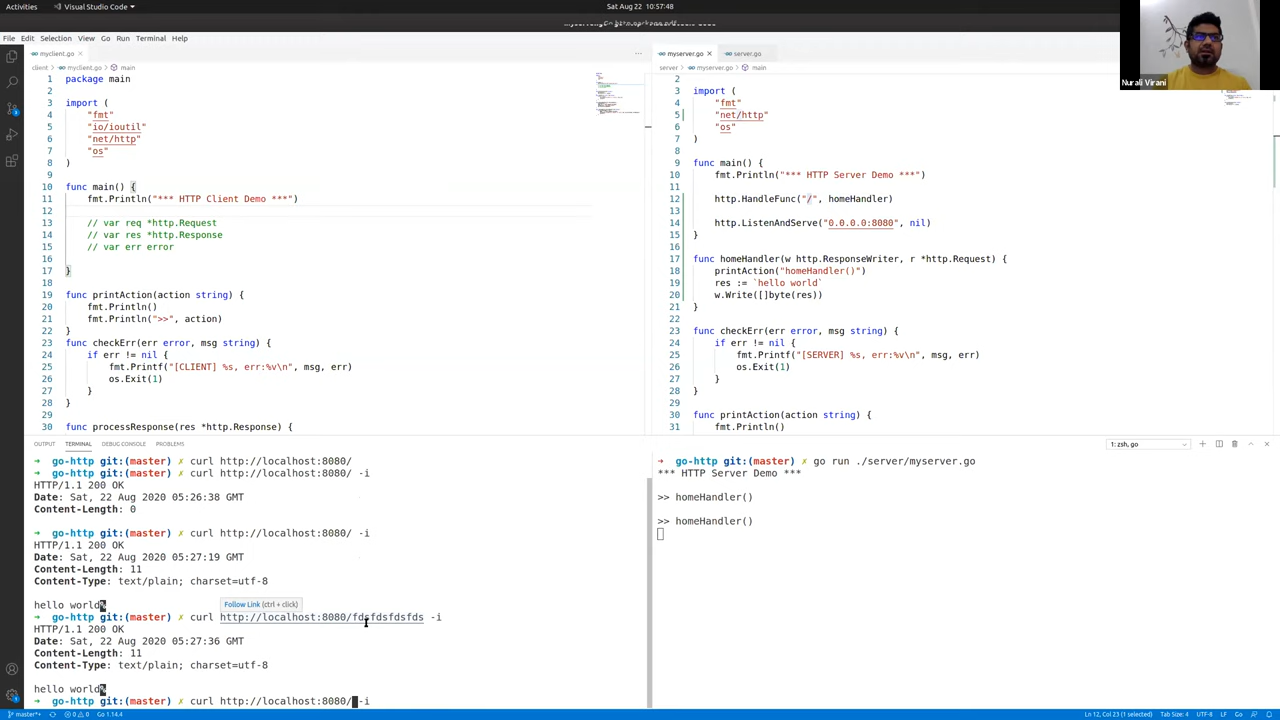 Activities
Visual Studio Code
Sat Aug 22 10:57:48
File Edit Selection View Go Run Terminal Help
Nurali Virani
myclient.go
client > myclient.go > main
1 package main
2
3 import (
4 "fmt"
5 "io/ioutil"
6 "net/http"
7 "os"
8 )
9
10 func main() {
11 fmt.Println("*** HTTP Client Demo ***")
12
13 // var req *http.Request
14 // var res *http.Response
15 // var err error
16
17 }
18
19 func printAction(action string) {
20 fmt.Println()
21 fmt.Println(">>", action)
22 }
23 func checkErr(err error, msg string) {
24 if err != nil {
25 fmt.Printf("[CLIENT] %s, err:%v\n", msg, err)
26 os.Exit(1)
27 }
28 }
29
30 func processResponse(res *http.Response) {
myserver.go server.go
server > myserver.go > main
2
3 import (
4 "fmt"
5 "net/http"
6 "os"
7 )
8
9 func main() {
10 fmt.Println("*** HTTP Server Demo ***")
11
12 http.HandleFunc("/", homeHandler)
13
14 http.ListenAndServe("0.0.0.0:8080", nil)
15 }
16
17 func homeHandler(w http.ResponseWriter, r *http.Request) {
18 printAction("homeHandler()")
19 res := `hello world`
20 w.Write([]byte(res))
21 }
22
23 func checkErr(err error, msg string) {
24 if err != nil {
25 fmt.Printf("[SERVER] %s, err:%v\n", msg, err)
26 os.Exit(1)
27 }
28 }
29
30 func printAction(action string) {
31 fmt.Println()
OUTPUT TERMINAL DEBUG CONSOLE PROBLEMS
1: zsh, go
➜ go-http git:(master) ✗ curl http://localhost:8080/
➜ go-http git:(master) ✗ curl http://localhost:8080/ -i
HTTP/1.1 200 OK
Date: Sat, 22 Aug 2020 05:26:38 GMT
Content-Length: 0
➜ go-http git:(master) ✗ curl http://localhost:8080/ -i
HTTP/1.1 200 OK
Date: Sat, 22 Aug 2020 05:27:19 GMT
Content-Length: 11
Content-Type: text/plain; charset=utf-8
hello world%
Follow Link (ctrl + click)
➜ go-http git:(master) ✗ curl http://localhost:8080/fdsfdsfdsfds -i
HTTP/1.1 200 OK
Date: Sat, 22 Aug 2020 05:27:36 GMT
Content-Length: 11
Content-Type: text/plain; charset=utf-8
hello world%
➜ go-http git:(master) ✗ curl http://localhost:8080/ -i
➜ go-http git:(master) ✗ go run ./server/myserver.go
*** HTTP Server Demo ***
>> homeHandler()
>> homeHandler()
master* 0 0 Go 1.14.4
Ln 12, Col 23 (1 selected) Tab Size: 4 UTF-8 LF Go